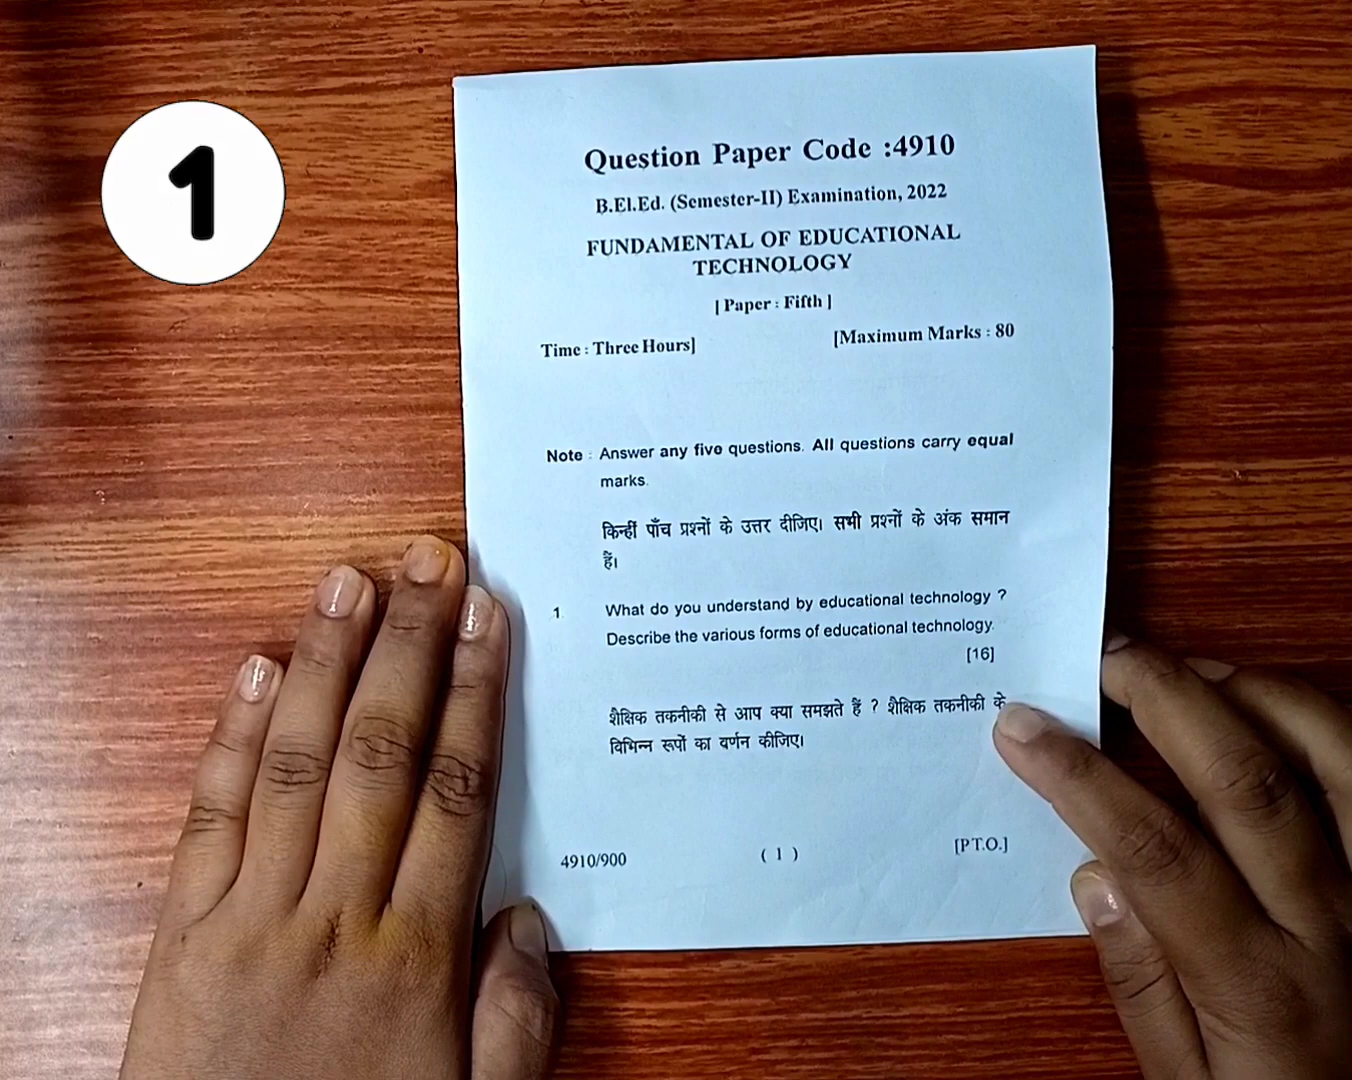 1
Question Paper Code :4910
B.El.Ed. (Semester-II) Examination, 2022
FUNDAMENTAL OF EDUCATIONAL
TECHNOLOGY
[ Paper : Fifth ]
Time : Three Hours]
[Maximum Marks : 80
Note : Answer any five questions. All questions carry equal
marks.
किन्हीं पाँच प्रश्नों के उत्तर दीजिए। सभी प्रश्नों के अंक समान
हैं।
1. What do you understand by educational technology ?
Describe the various forms of educational technology.
[16]
शैक्षिक तकनीकी से आप क्या समझते हैं ? शैक्षिक तकनीकी के
विभिन्न रूपों का वर्णन कीजिए।
4910/900
( 1 )
[P.T.O.]